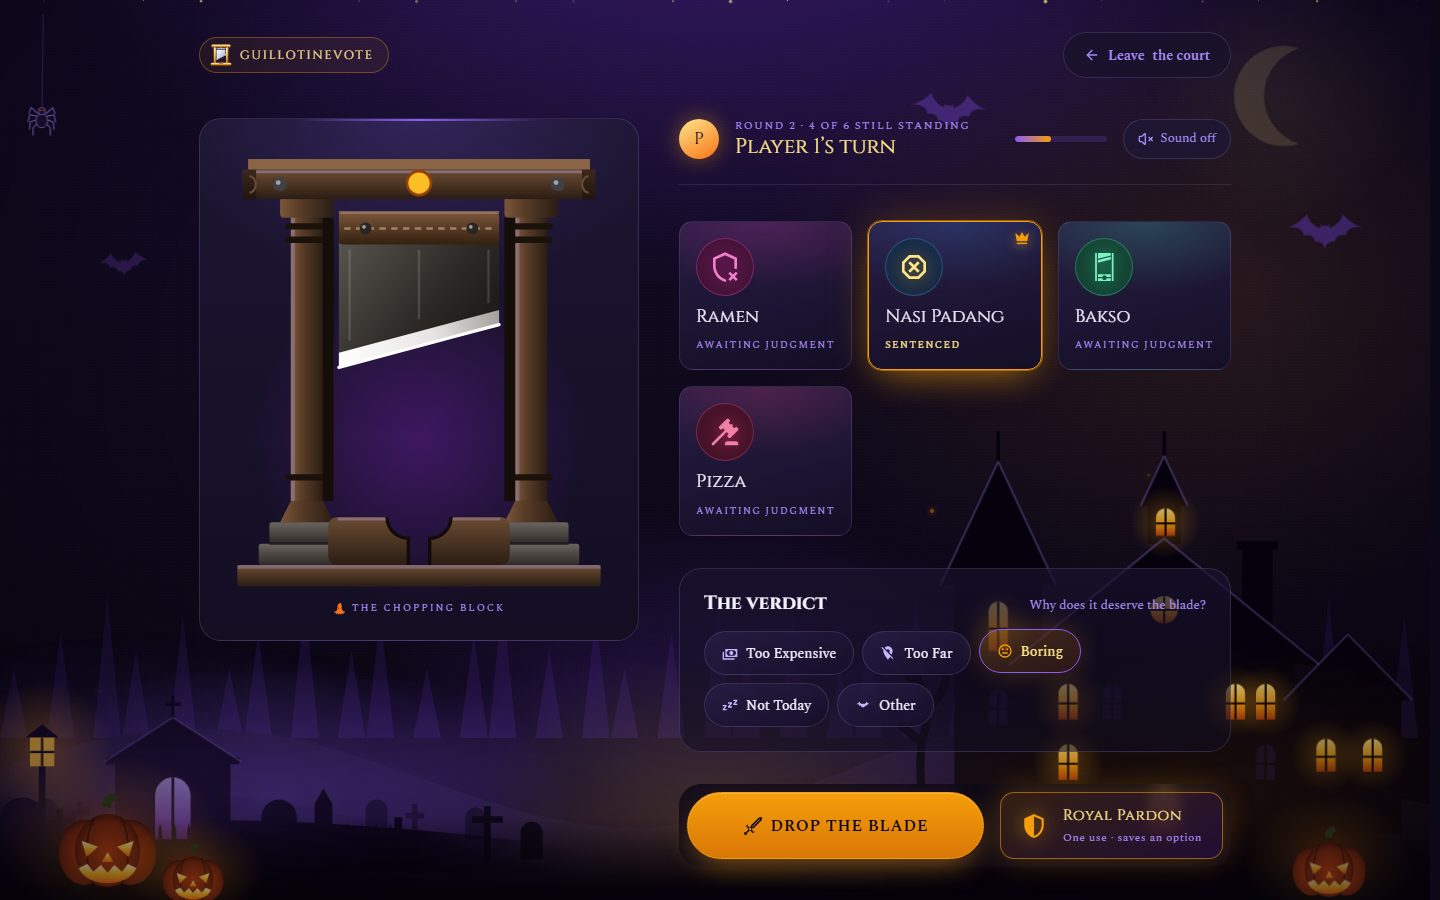 GUILLOTINEVOTE
Leave the court
P
ROUND 2 · 4 OF 6 STILL STANDING
PLAYER 1'S TURN
Sound off
RAMEN
AWAITING JUDGMENT
NASI PADANG
SENTENCED
BAKSO
AWAITING JUDGMENT
PIZZA
AWAITING JUDGMENT
THE CHOPPING BLOCK
THE VERDICT
Why does it deserve the blade?
Too Expensive
Too Far
Boring
Not Today
Other
DROP THE BLADE
ROYAL PARDON
One use · saves an option